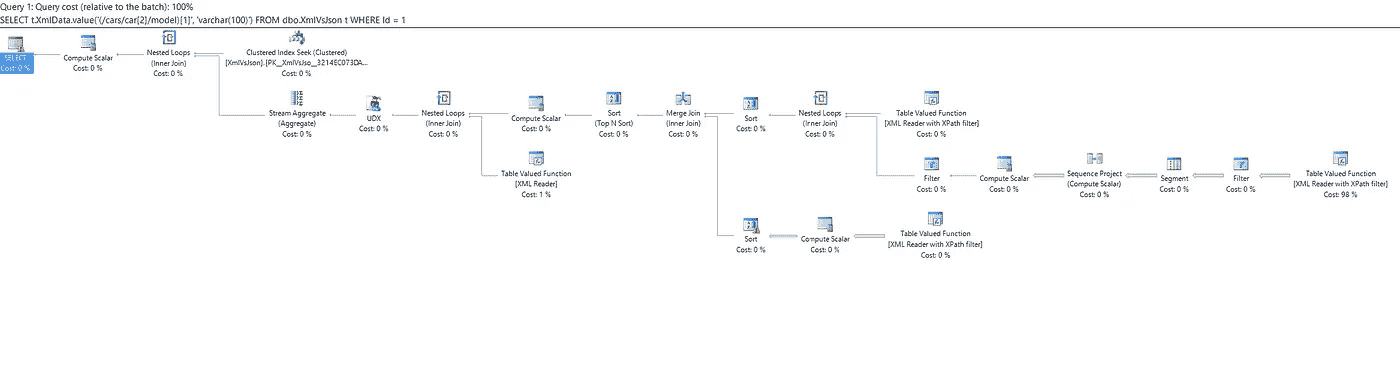 Query 1: Query cost (relative to the batch): 100%
SELECT t.XmlData.value('(/cars/car[2]/model)[1]', 'varchar(100)') FROM dbo.XmlVsJson t WHERE Id = 1
SELECT
Cost: 0 %
Compute Scalar
Cost: 0 %
Nested Loops
(Inner Join)
Cost: 0 %
Clustered Index Seek (Clustered)
[XmlVsJson].[PK__XmlVsJso__3214EC073DA...
Cost: 0 %
Stream Aggregate
(Aggregate)
Cost: 0 %
UDX
Cost: 0 %
Nested Loops
(Inner Join)
Cost: 0 %
Compute Scalar
Cost: 0 %
Sort
(Top N Sort)
Cost: 0 %
Merge Join
(Inner Join)
Cost: 0 %
Sort
Cost: 0 %
Nested Loops
(Inner Join)
Cost: 0 %
Table Valued Function
[XML Reader with XPath filter]
Cost: 0 %
Table Valued Function
[XML Reader]
Cost: 1 %
Filter
Cost: 0 %
Compute Scalar
Cost: 0 %
Sequence Project
(Compute Scalar)
Cost: 0 %
Segment
Cost: 0 %
Filter
Cost: 0 %
Table Valued Function
[XML Reader with XPath filter]
Cost: 98 %
Sort
Cost: 0 %
Compute Scalar
Cost: 0 %
Table Valued Function
[XML Reader with XPath filter]
Cost: 0 %